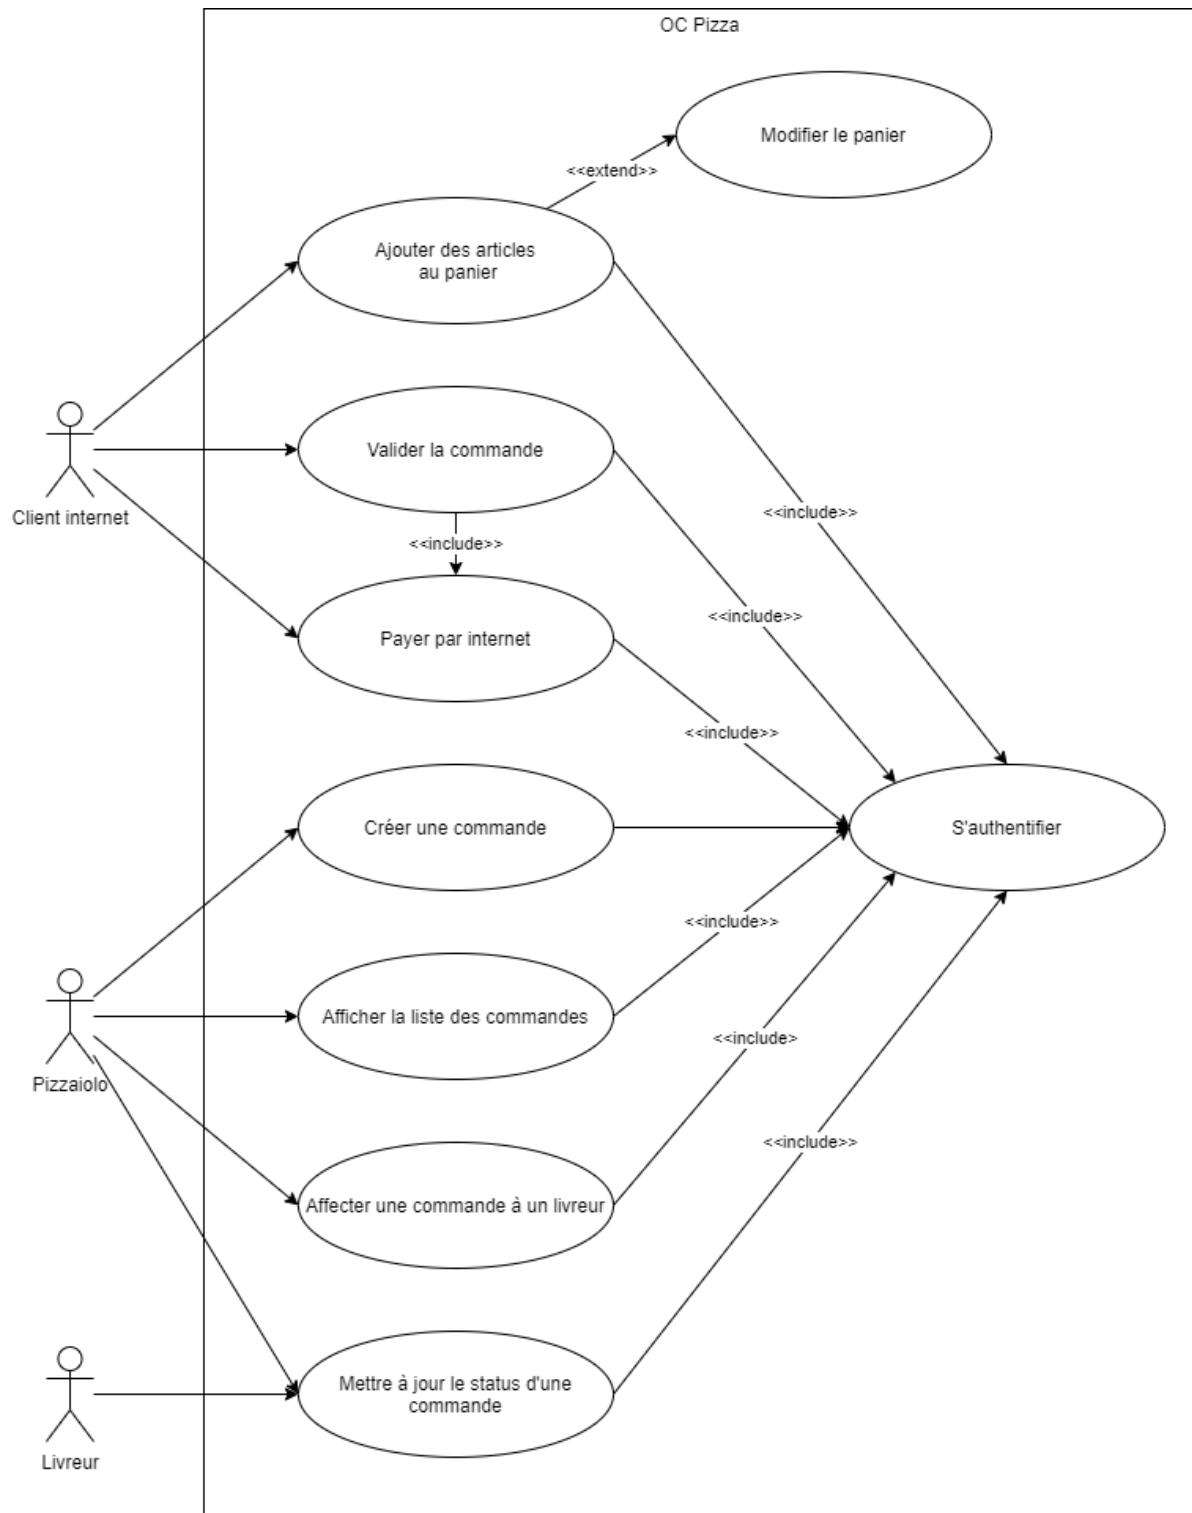 OC Pizza
Modifier le panier
<<extend>>
Ajouter des articles
au panier
Valider la commande
<<include>>
Client internet
<<include>>
<<include>>
Payer par internet
<<include>>
Créer une commande
S'authentifier
<<include>>
Afficher la liste des commandes
<<include>
Pizzaiolo
<<include>>
Affecter une commande à un livreur
Mettre à jour le status d'une
commande
Livreur